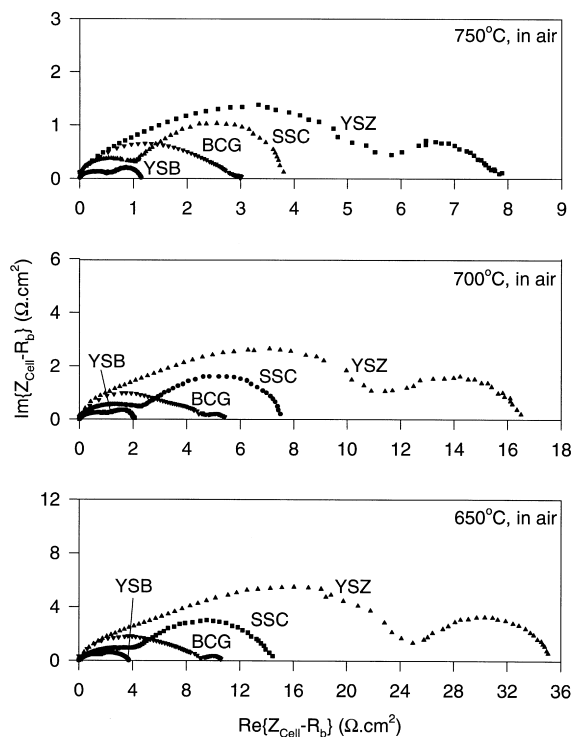 3
750°C, in air
2
1
YSZ
SSC
BCG
YSB
0
0 1 2 3 4 5 6 7 8 9
Im{Z_Cell-R_b} (Ω.cm²)
6
700°C, in air
4
2
YSB
YSZ
SSC
BCG
0
0 2 4 6 8 10 12 14 16 18
12
650°C, in air
8
4
YSB
YSZ
SSC
BCG
0
0 4 8 12 16 20 24 28 32 36
Re{Z_Cell-R_b} (Ω.cm²)